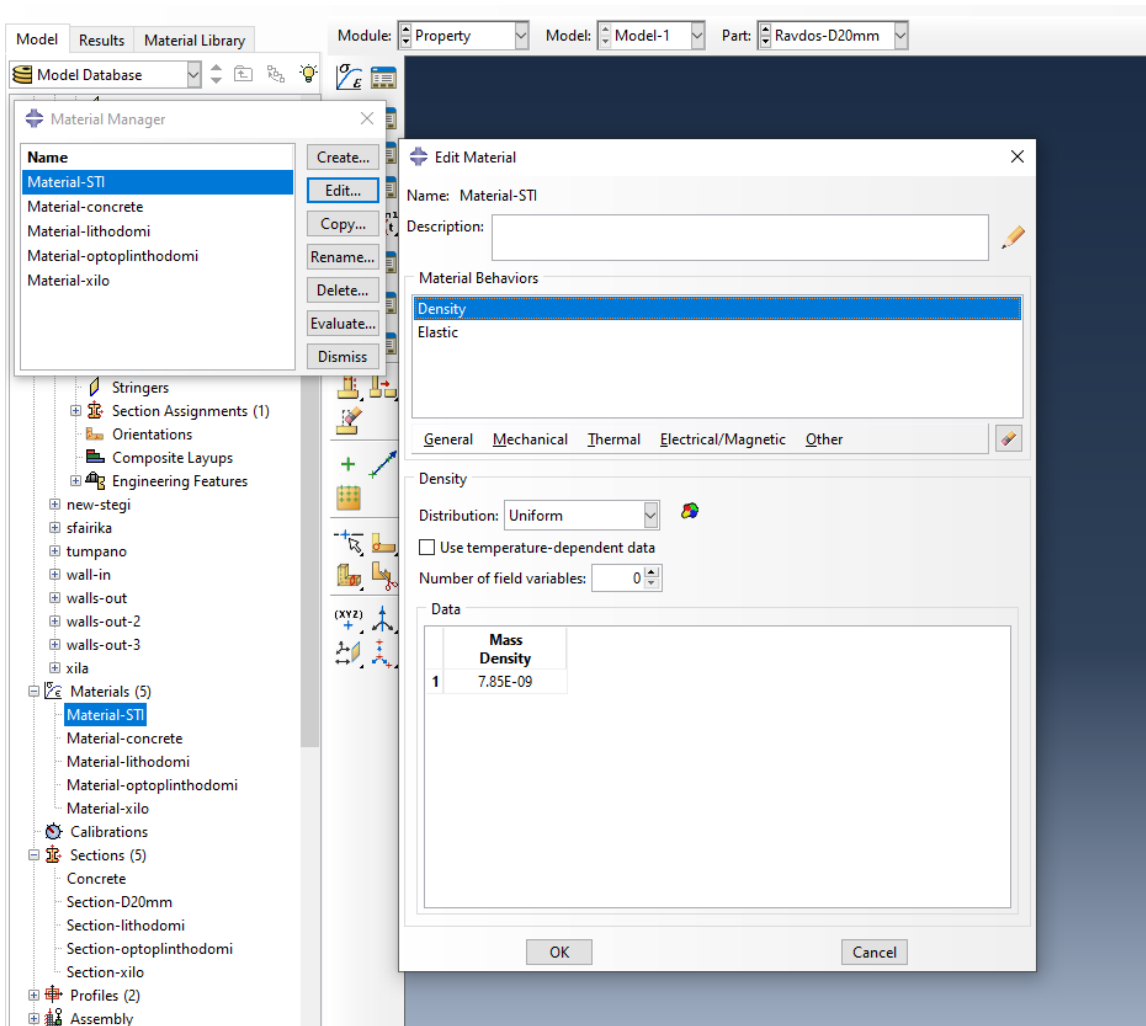 Model Results Material Library
Module: Property Model: Model-1 Part: Ravdos-D20mm
Model Database
Material Manager
Name
Material-STl
Material-concrete
Material-lithodomi
Material-optoplinthodomi
Material-xilo
Create...
Edit...
Copy...
Rename...
Delete...
Evaluate...
Dismiss
Stringers
Section Assignments (1)
Orientations
Composite Layups
Engineering Features
new-stegi
sfairika
tumpano
wall-in
walls-out
walls-out-2
walls-out-3
xila
Materials (5)
Material-STl
Material-concrete
Material-lithodomi
Material-optoplinthodomi
Material-xilo
Calibrations
Sections (5)
Concrete
Section-D20mm
Section-lithodomi
Section-optoplinthodomi
Section-xilo
Profiles (2)
Assembly
σ
ε
(XYZ)
Edit Material
Name: Material-STl
Description:
Material Behaviors
Density
Elastic
General Mechanical Thermal Electrical/Magnetic Other
Density
Distribution: Uniform
Use temperature-dependent data
Number of field variables: 0
Data
Mass
Density
1 7.85E-09
OK Cancel